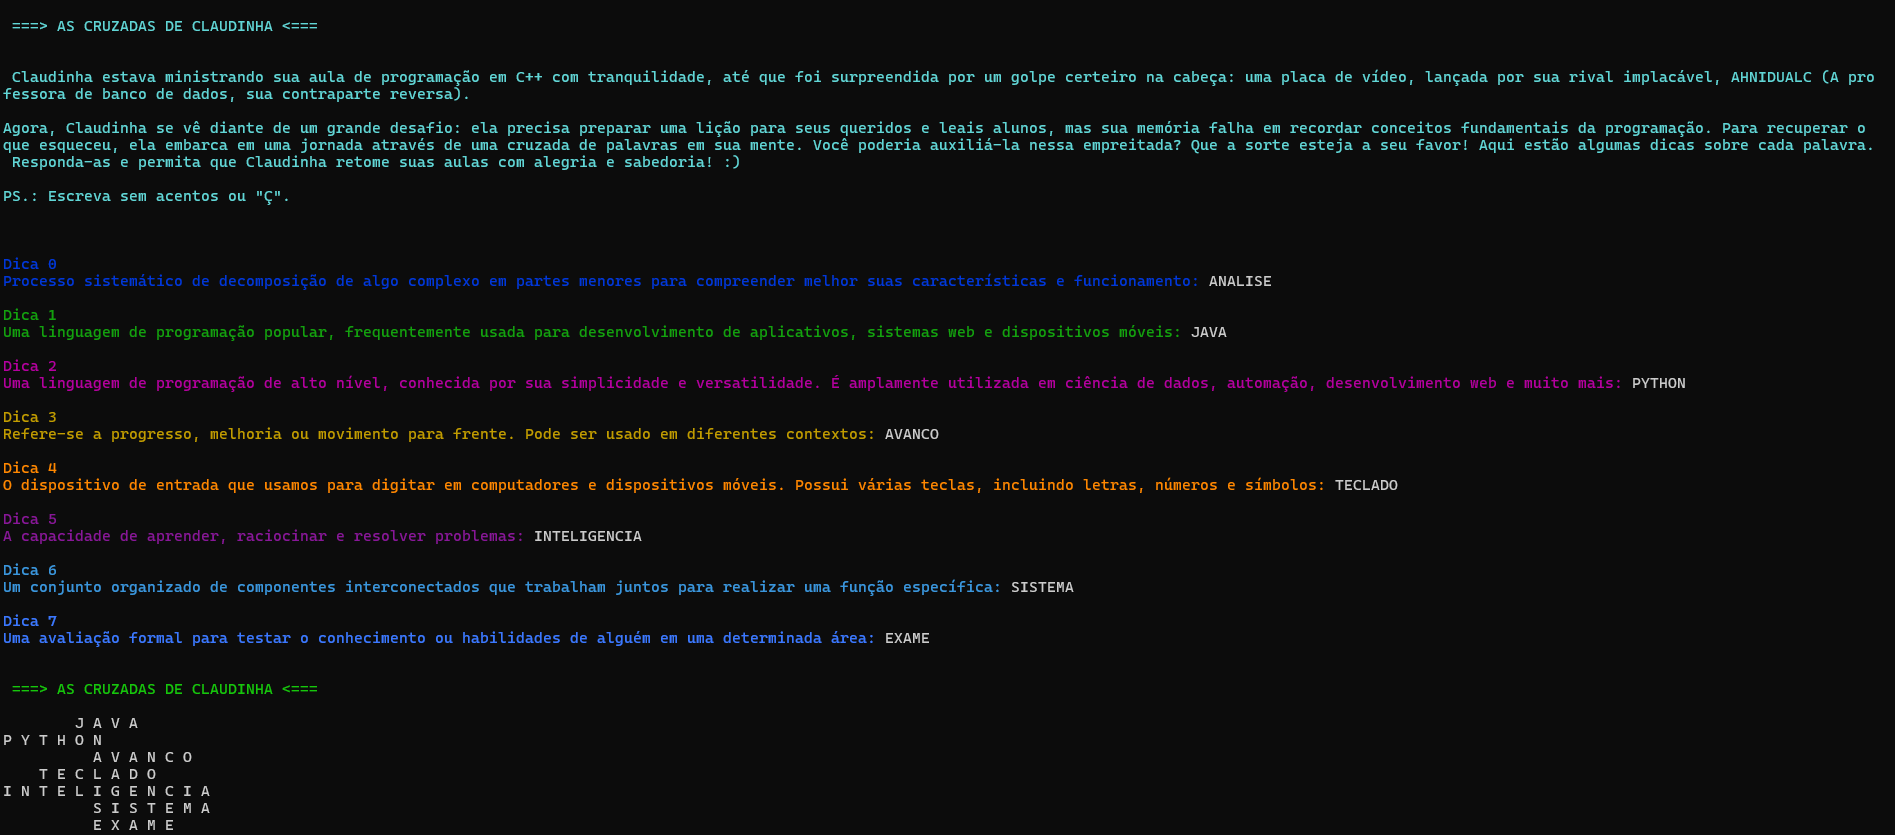 ===> AS CRUZADAS DE CLAUDINHA <===
Claudinha estava ministrando sua aula de programação em C++ com tranquilidade, até que foi surpreendida por um golpe certeiro na cabeça: uma placa de vídeo, lançada por sua rival implacável, AHNIDUALC (A pro
fessora de banco de dados, sua contraparte reversa).
Agora, Claudinha se vê diante de um grande desafio: ela precisa preparar uma lição para seus queridos e leais alunos, mas sua memória falha em recordar conceitos fundamentais da programação. Para recuperar o
que esqueceu, ela embarca em uma jornada através de uma cruzada de palavras em sua mente. Você poderia auxiliá-la nessa empreitada? Que a sorte esteja a seu favor! Aqui estão algumas dicas sobre cada palavra.
Responda-as e permita que Claudinha retome suas aulas com alegria e sabedoria! :)
PS.: Escreva sem acentos ou "Ç".
Dica 0
Processo sistemático de decomposição de algo complexo em partes menores para compreender melhor suas características e funcionamento: ANALISE
Dica 1
Uma linguagem de programação popular, frequentemente usada para desenvolvimento de aplicativos, sistemas web e dispositivos móveis: JAVA
Dica 2
Uma linguagem de programação de alto nível, conhecida por sua simplicidade e versatilidade. É amplamente utilizada em ciência de dados, automação, desenvolvimento web e muito mais: PYTHON
Dica 3
Refere-se a progresso, melhoria ou movimento para frente. Pode ser usado em diferentes contextos: AVANCO
Dica 4
O dispositivo de entrada que usamos para digitar em computadores e dispositivos móveis. Possui várias teclas, incluindo letras, números e símbolos: TECLADO
Dica 5
A capacidade de aprender, raciocinar e resolver problemas: INTELIGENCIA
Dica 6
Um conjunto organizado de componentes interconectados que trabalham juntos para realizar uma função específica: SISTEMA
Dica 7
Uma avaliação formal para testar o conhecimento ou habilidades de alguém em uma determinada área: EXAME
===> AS CRUZADAS DE CLAUDINHA <===
J A V A
P Y T H O N
A V A N C O
T E C L A D O
I N T E L I G E N C I A
S I S T E M A
E X A M E